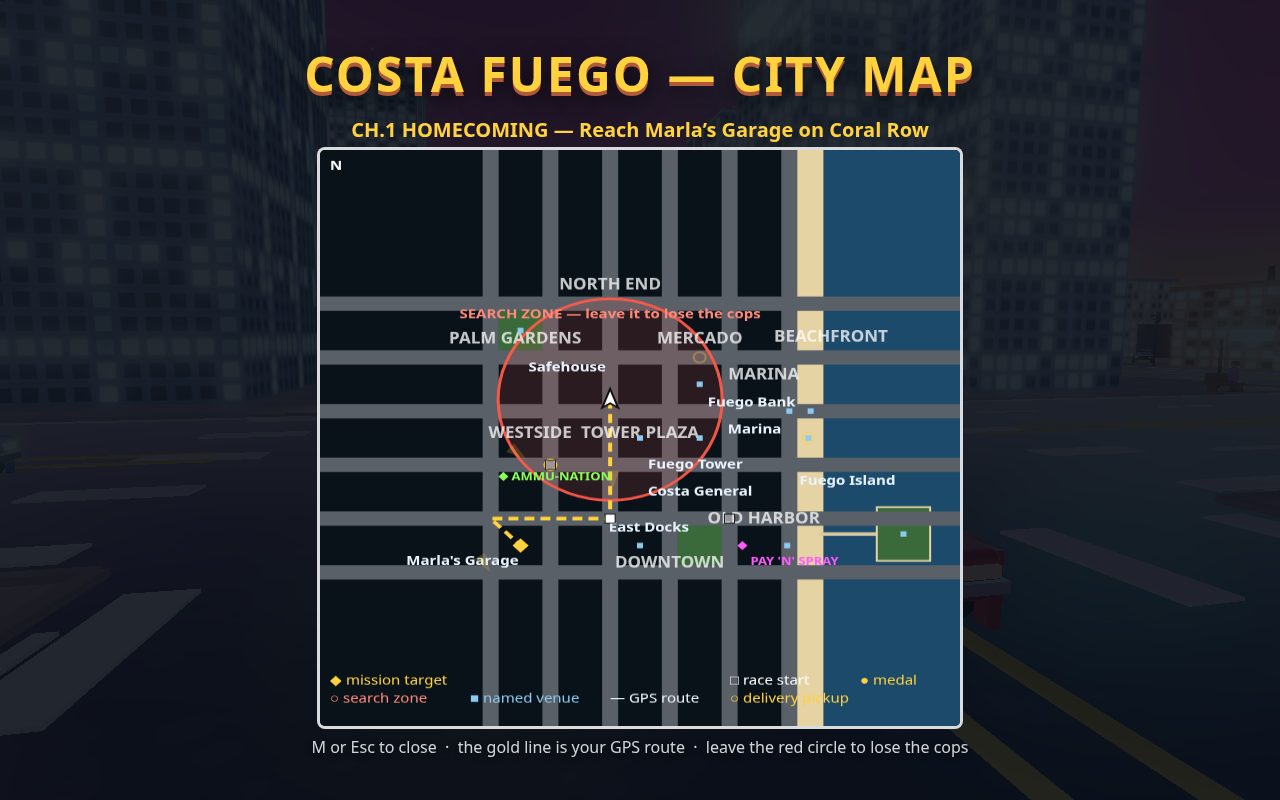 COSTA FUEGO — CITY MAP
CH.1 HOMECOMING — Reach Marla's Garage on Coral Row
N
NORTH END
SEARCH ZONE — leave it to lose the cops
PALM GARDENS
MERCADO
BEACHFRONT
Safehouse
MARINA
Fuego Bank
WESTSIDE
TOWER PLAZA
Marina
Fuego Tower
◆ AMMU-NATION
Fuego Island
Costa General
OLD HARBOR
East Docks
Marla's Garage
DOWNTOWN
PAY 'N' SPRAY
◆ mission target
□ race start
● medal
○ search zone
■ named venue
— GPS route
○ delivery pickup
M or Esc to close · the gold line is your GPS route · leave the red circle to lose the cops